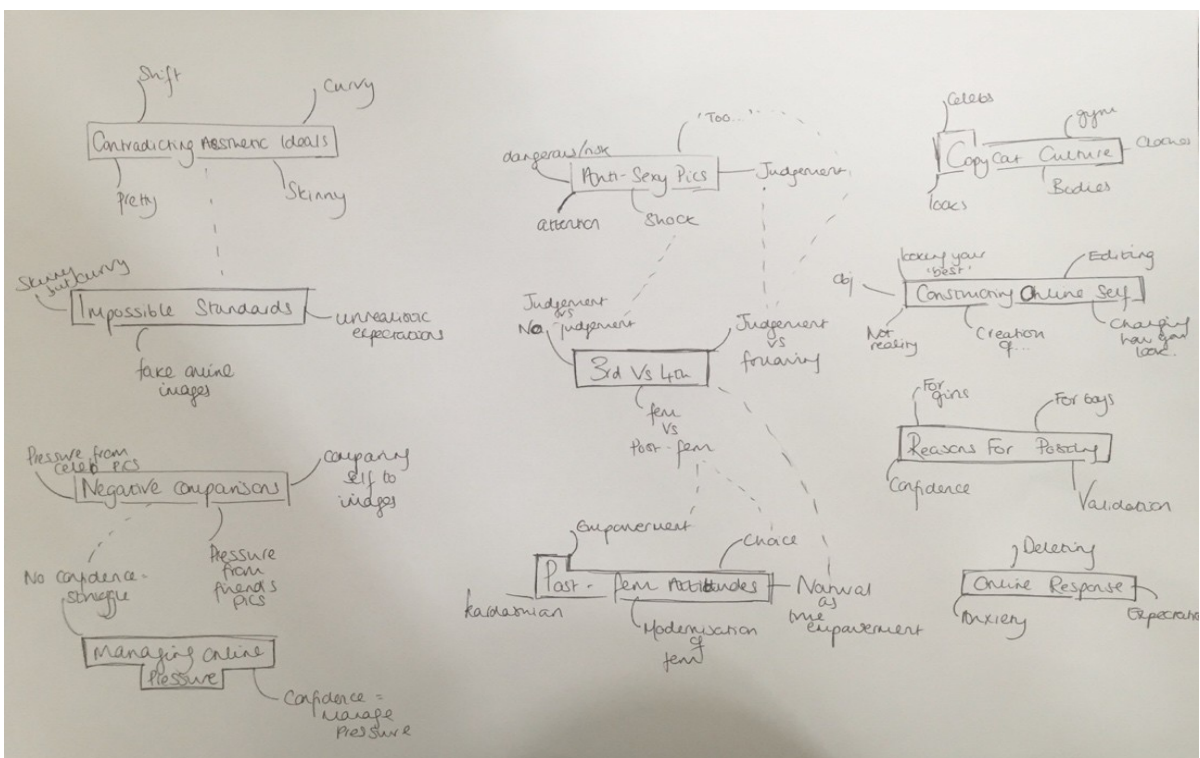 Shift
Curvy
Contradicting Aesthetic Ideals
Pretty
Skinny
Skinny
but curvy
Impossible Standards
unrealistic
expectations
fake online
images
Pressure from
celeb pics
Negative comparisons
comparing
self to
images
No confidence =
struggle
Pressure
from
friends
pics
Managing Online
Pressure
Confidence =
Manage
Pressure
'Too...'
dangerous/risk
Anti-Sexy Pics
Judgement
attention
Shock
Judgement
vs
No judgement
Judgement
vs
following
3rd Vs 4th
fem
vs
Post-fem
Empowerment
Choice
Post-fem Attitudes
Kardashian
Modernisation
of
fem
Natural
as
true
empowerment
Celebs
gym
Clothes
CopyCat Culture
looks
Bodies
looking your
'best'
Editing
obj
Constructing Online Self
Not
reality
Creation
of...
Changing
how you
look..
For
girls
For boys
Reasons For Posting
Confidence
Validation
Deleting
Online Response
Anxiety